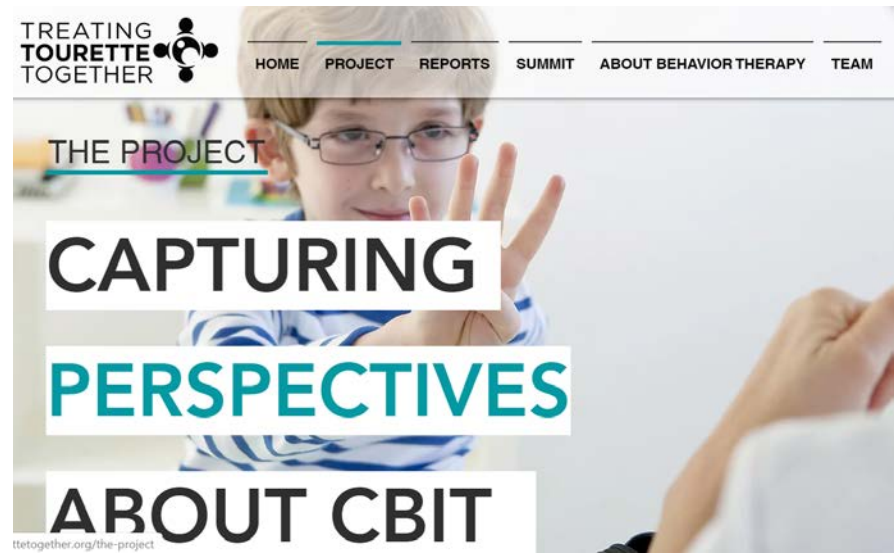 TREATING
TOURETTE
TOGETHER
HOME PROJECT REPORTS SUMMIT ABOUT BEHAVIOR THERAPY TEAM
THE PROJECT
CAPTURING
PERSPECTIVES
ABOUT CBIT
ttetogether.org/the-project